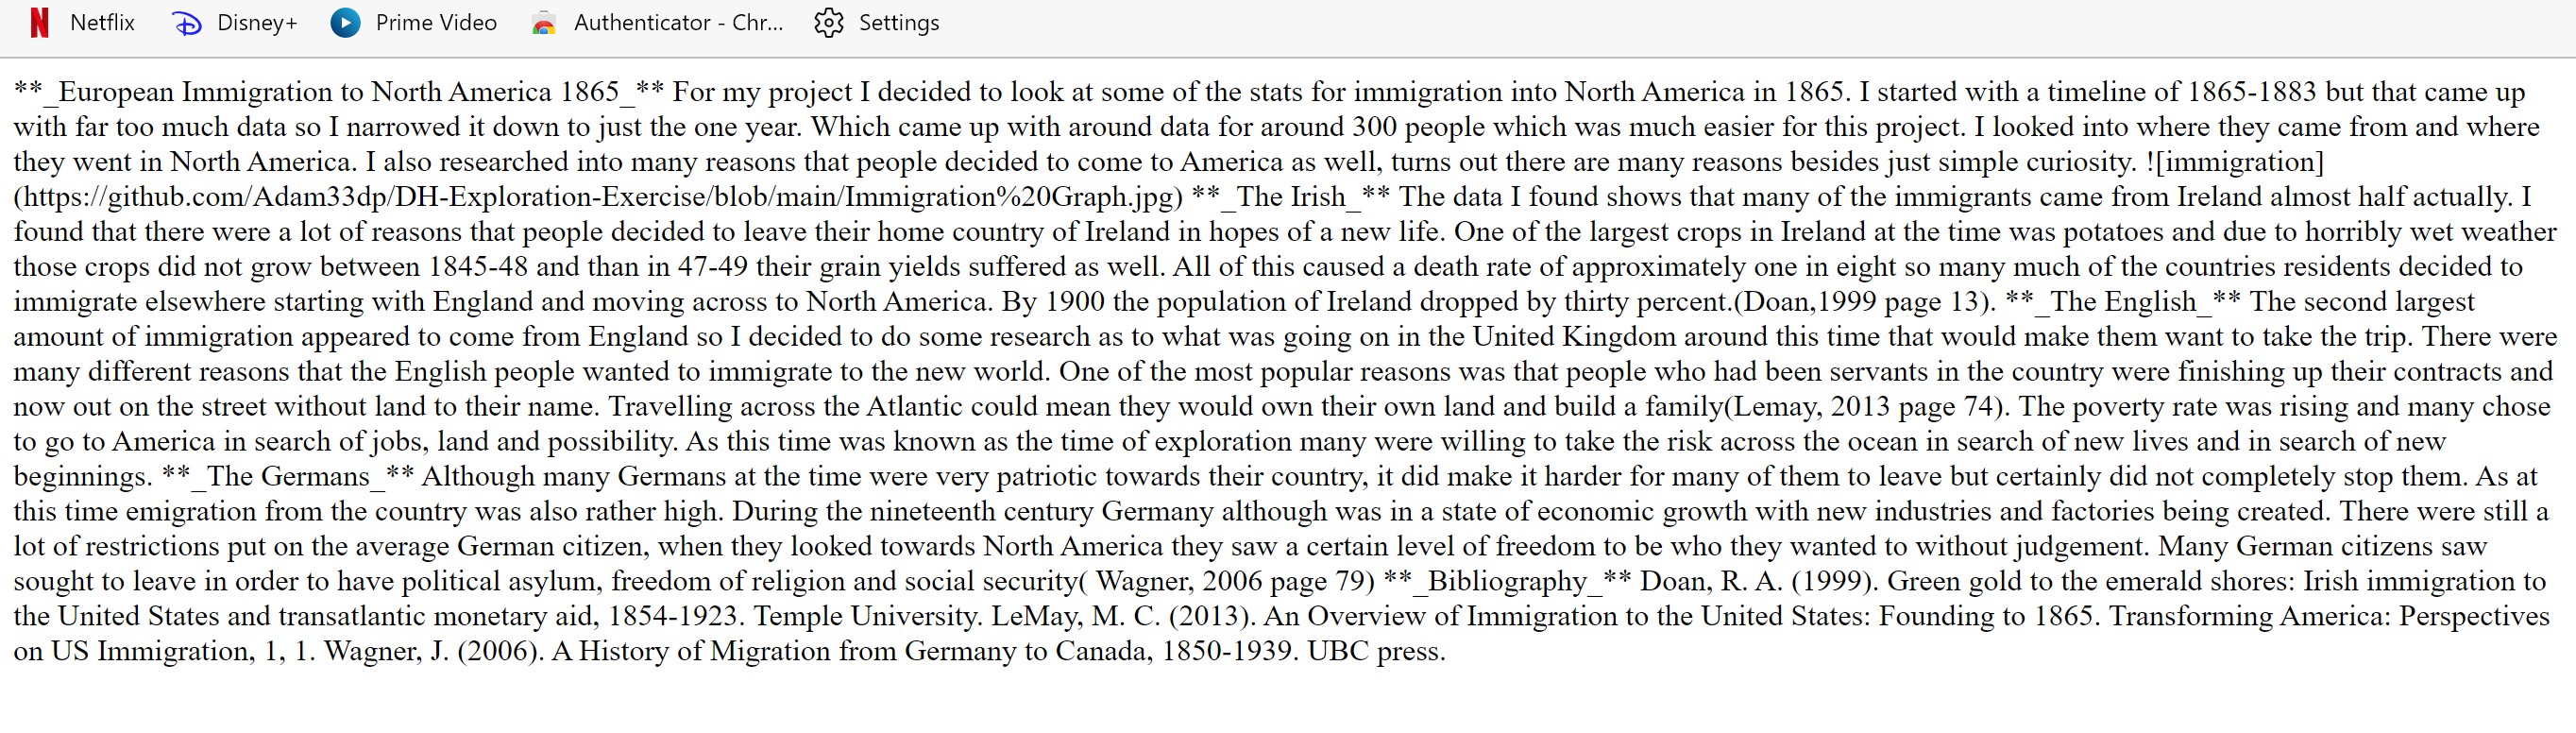 Netflix Disney+ Prime Video Authenticator - Chr... Settings
**_European Immigration to North America 1865_** For my project I decided to look at some of the stats for immigration into North America in 1865. I started with a timeline of 1865-1883 but that came up
with far too much data so I narrowed it down to just the one year. Which came up with around data for around 300 people which was much easier for this project. I looked into where they came from and where
they went in North America. I also researched into many reasons that people decided to come to America as well, turns out there are many reasons besides just simple curiosity. ![immigration]
(https://github.com/Adam33dp/DH-Exploration-Exercise/blob/main/Immigration%20Graph.jpg) **_The Irish_** The data I found shows that many of the immigrants came from Ireland almost half actually. I
found that there were a lot of reasons that people decided to leave their home country of Ireland in hopes of a new life. One of the largest crops in Ireland at the time was potatoes and due to horribly wet weather
those crops did not grow between 1845-48 and than in 47-49 their grain yields suffered as well. All of this caused a death rate of approximately one in eight so many much of the countries residents decided to
immigrate elsewhere starting with England and moving across to North America. By 1900 the population of Ireland dropped by thirty percent.(Doan,1999 page 13). **_The English_** The second largest
amount of immigration appeared to come from England so I decided to do some research as to what was going on in the United Kingdom around this time that would make them want to take the trip. There were
many different reasons that the English people wanted to immigrate to the new world. One of the most popular reasons was that people who had been servants in the country were finishing up their contracts and
now out on the street without land to their name. Travelling across the Atlantic could mean they would own their own land and build a family(Lemay, 2013 page 74). The poverty rate was rising and many chose
to go to America in search of jobs, land and possibility. As this time was known as the time of exploration many were willing to take the risk across the ocean in search of new lives and in search of new
beginnings. **_The Germans_** Although many Germans at the time were very patriotic towards their country, it did make it harder for many of them to leave but certainly did not completely stop them. As at
this time emigration from the country was also rather high. During the nineteenth century Germany although was in a state of economic growth with new industries and factories being created. There were still a
lot of restrictions put on the average German citizen, when they looked towards North America they saw a certain level of freedom to be who they wanted to without judgement. Many German citizens saw
sought to leave in order to have political asylum, freedom of religion and social security( Wagner, 2006 page 79) **_Bibliography_** Doan, R. A. (1999). Green gold to the emerald shores: Irish immigration to
the United States and transatlantic monetary aid, 1854-1923. Temple University. LeMay, M. C. (2013). An Overview of Immigration to the United States: Founding to 1865. Transforming America: Perspectives
on US Immigration, 1, 1. Wagner, J. (2006). A History of Migration from Germany to Canada, 1850-1939. UBC press.